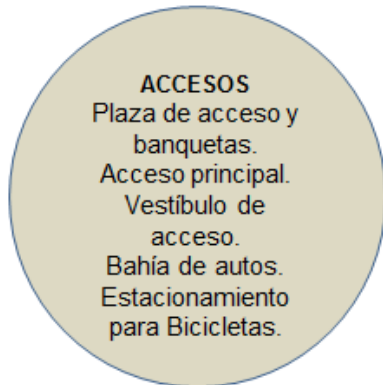 ACCESOS
Plaza de acceso y
banquetas.
Acceso principal.
Vestíbulo de
acceso.
Bahía de autos.
Estacionamiento
para Bicicletas.